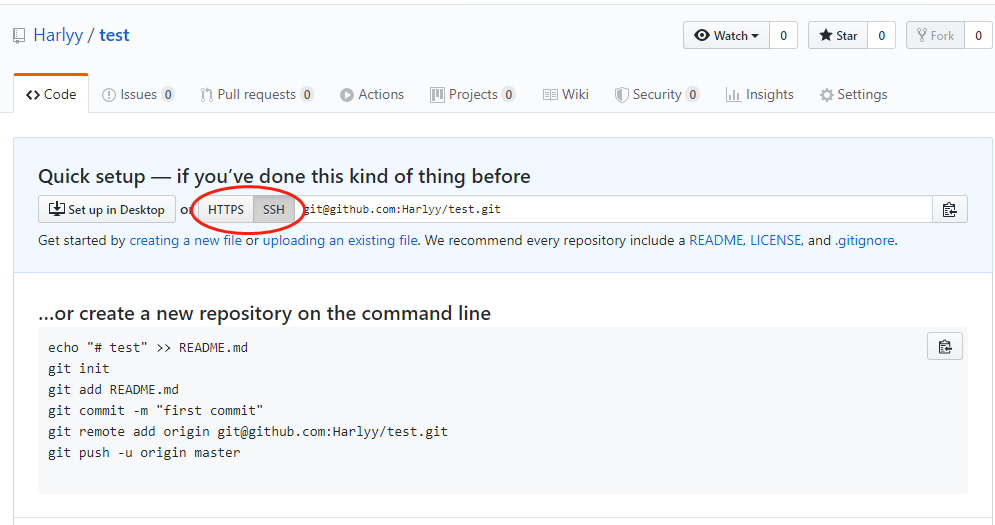 Harlyy / test
Watch 0 Star 0 Fork 0
Code Issues 0 Pull requests 0 Actions Projects 0 Wiki Security 0 Insights Settings
Quick setup — if you've done this kind of thing before
Set up in Desktop or HTTPS SSH git@github.com:Harlyy/test.git
Get started by creating a new file or uploading an existing file. We recommend every repository include a README, LICENSE, and .gitignore.
…or create a new repository on the command line
echo "# test" >> README.md
git init
git add README.md
git commit -m "first commit"
git remote add origin git@github.com:Harlyy/test.git
git push -u origin master